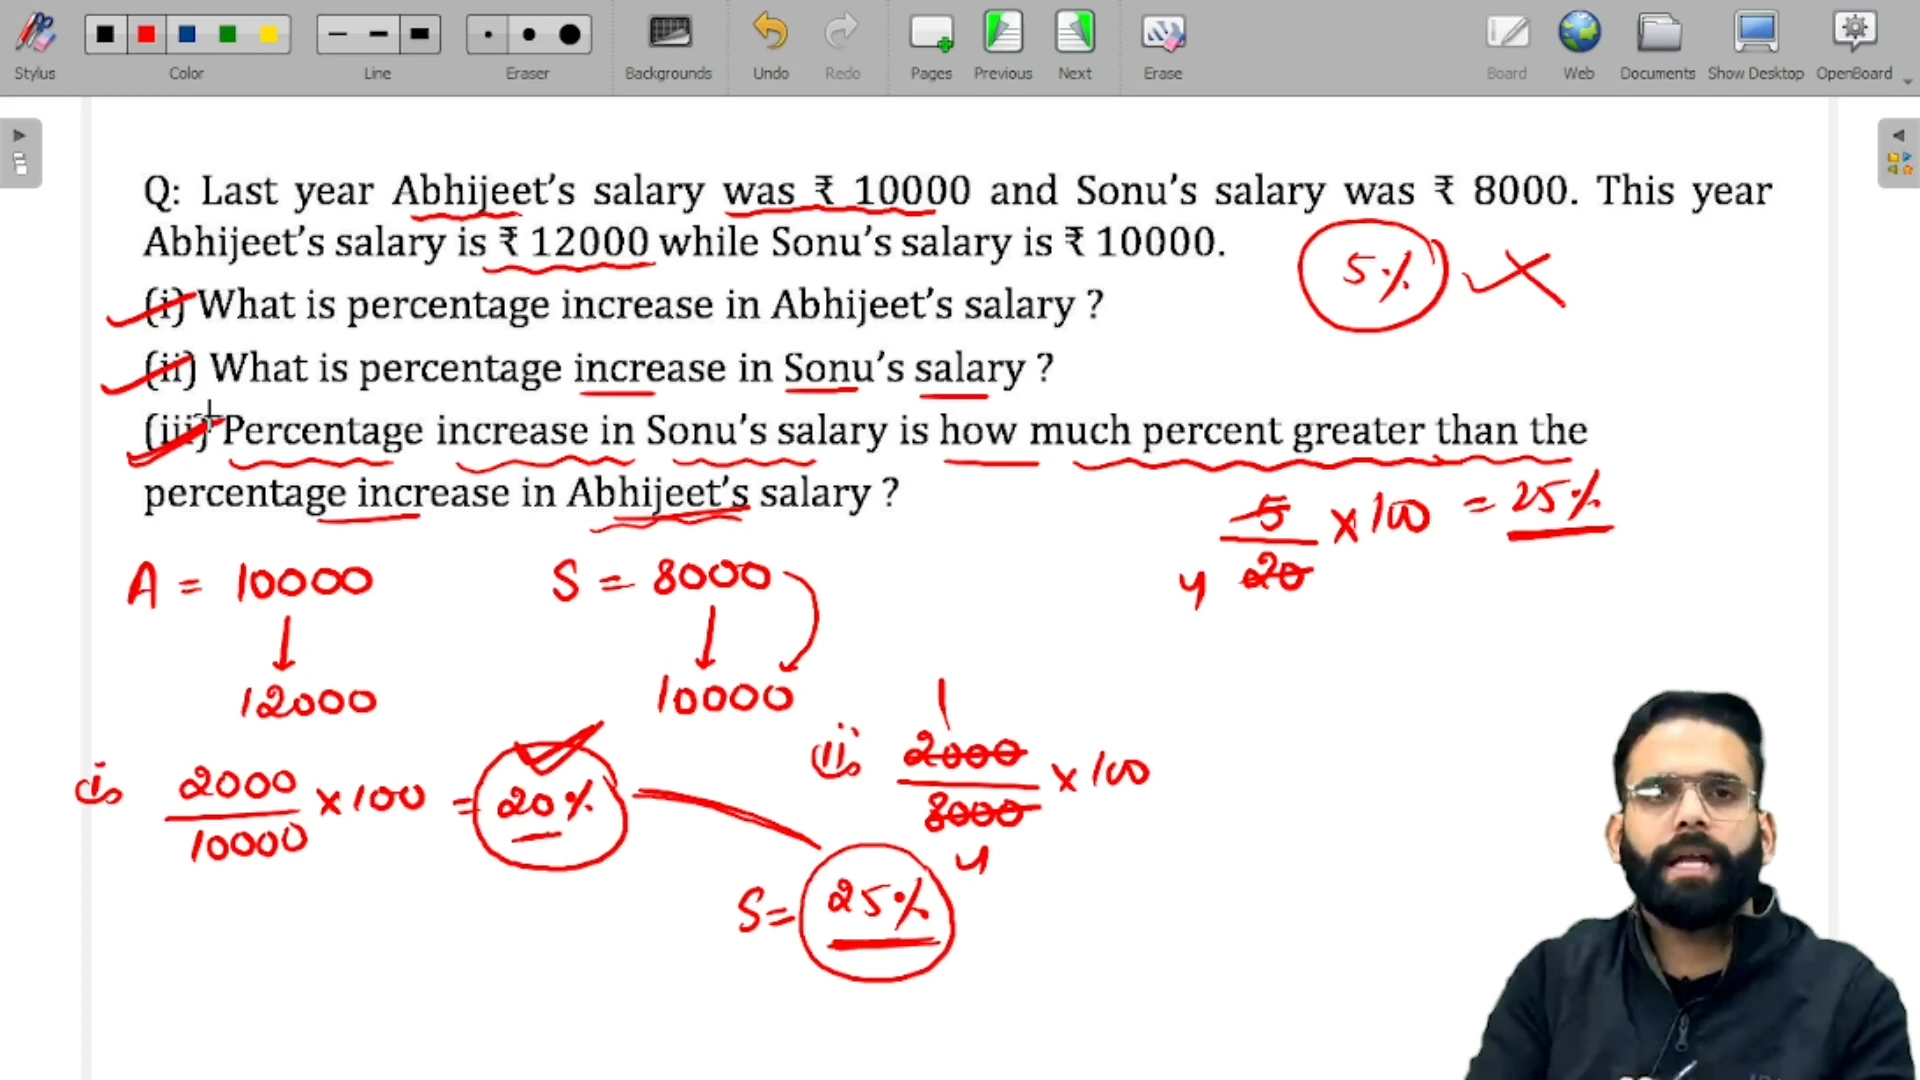 Stylus Color Line Eraser Backgrounds Undo Redo Pages Previous Next Erase Board Web Documents Show Desktop OpenBoard
Q: Last year Abhijeet’s salary was ₹ 10000 and Sonu’s salary was ₹ 8000. This year
Abhijeet’s salary is ₹ 12000 while Sonu’s salary is ₹ 10000.
5%
(i) What is percentage increase in Abhijeet’s salary ?
(ii) What is percentage increase in Sonu’s salary ?
(iii) Percentage increase in Sonu’s salary is how much percent greater than the
percentage increase in Abhijeet’s salary ?
5/20 × 100 = 25%
4
A = 10000
S = 8000
12000
10000
(i) 2000/10000 × 100 = 20%
1
(ii) 2000/8000 × 100
4
S = 25%